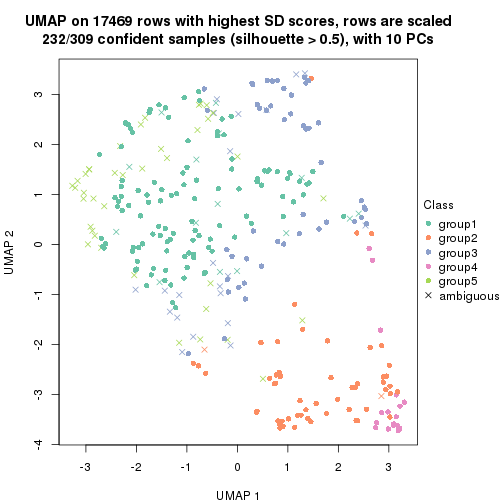 UMAP on 17469 rows with highest SD scores, rows are scaled
232/309 confident samples (silhouette > 0.5), with 10 PCs
3
2
1
0
-1
-2
-3
-4
-3 -2 -1 0 1 2 3
UMAP 1
UMAP 2
Class
group1
group2
group3
group4
group5
ambiguous